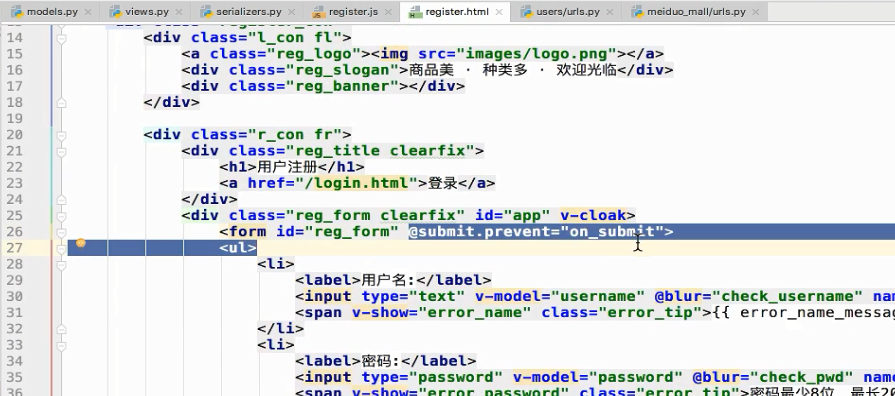 models.py views.py serializers.py register.js register.html users/urls.py meiduo_mall/urls.py
14 <div class="l_con fl">
15 <a class="reg_logo"><img src="images/logo.png"></a>
16 <div class="reg_slogan">商品美 · 种类多 · 欢迎光临</div>
17 <div class="reg_banner"></div>
18 </div>
19
20 <div class="r_con fr">
21 <div class="reg_title clearfix">
22 <h1>用户注册</h1>
23 <a href="/login.html">登录</a>
24 </div>
25 <div class="reg_form clearfix" id="app" v-cloak>
26 <form id="reg_form" @submit.prevent="on_submit">
27 <ul>
28 <li>
29 <label>用户名:</label>
30 <input type="text" v-model="username" @blur="check_username" nam
31 <span v-show="error_name" class="error_tip">{{ error_name_messa
32 </li>
33 <li>
34 <label>密码:</label>
35 <input type="password" v-model="password" @blur="check_pwd" nam
36 <span v-show="error_password" class="error_tip">密码最少8位，最长20